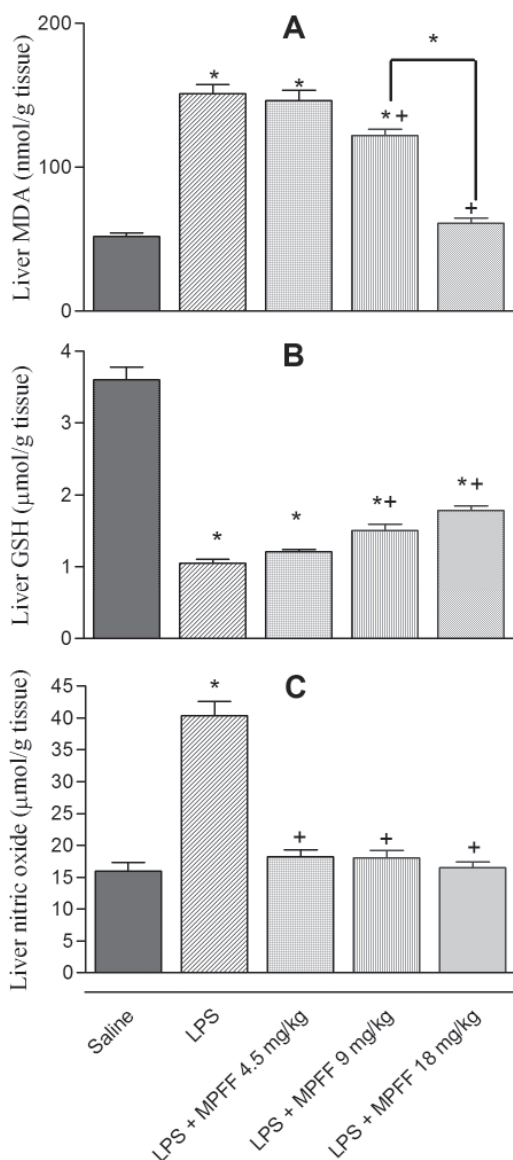 A
Liver MDA (nmol/g tissue)
200
100
0
*
*
*+
*
+
B
Liver GSH (μmol/g tissue)
4
3
2
1
0
*
*
*+
*+
C
Liver nitric oxide (μmol/g tissue)
45
40
35
30
25
20
15
10
5
0
*
+
+
+
Saline
LPS
LPS + MPFF 4.5 mg/kg
LPS + MPFF 9 mg/kg
LPS + MPFF 18 mg/kg